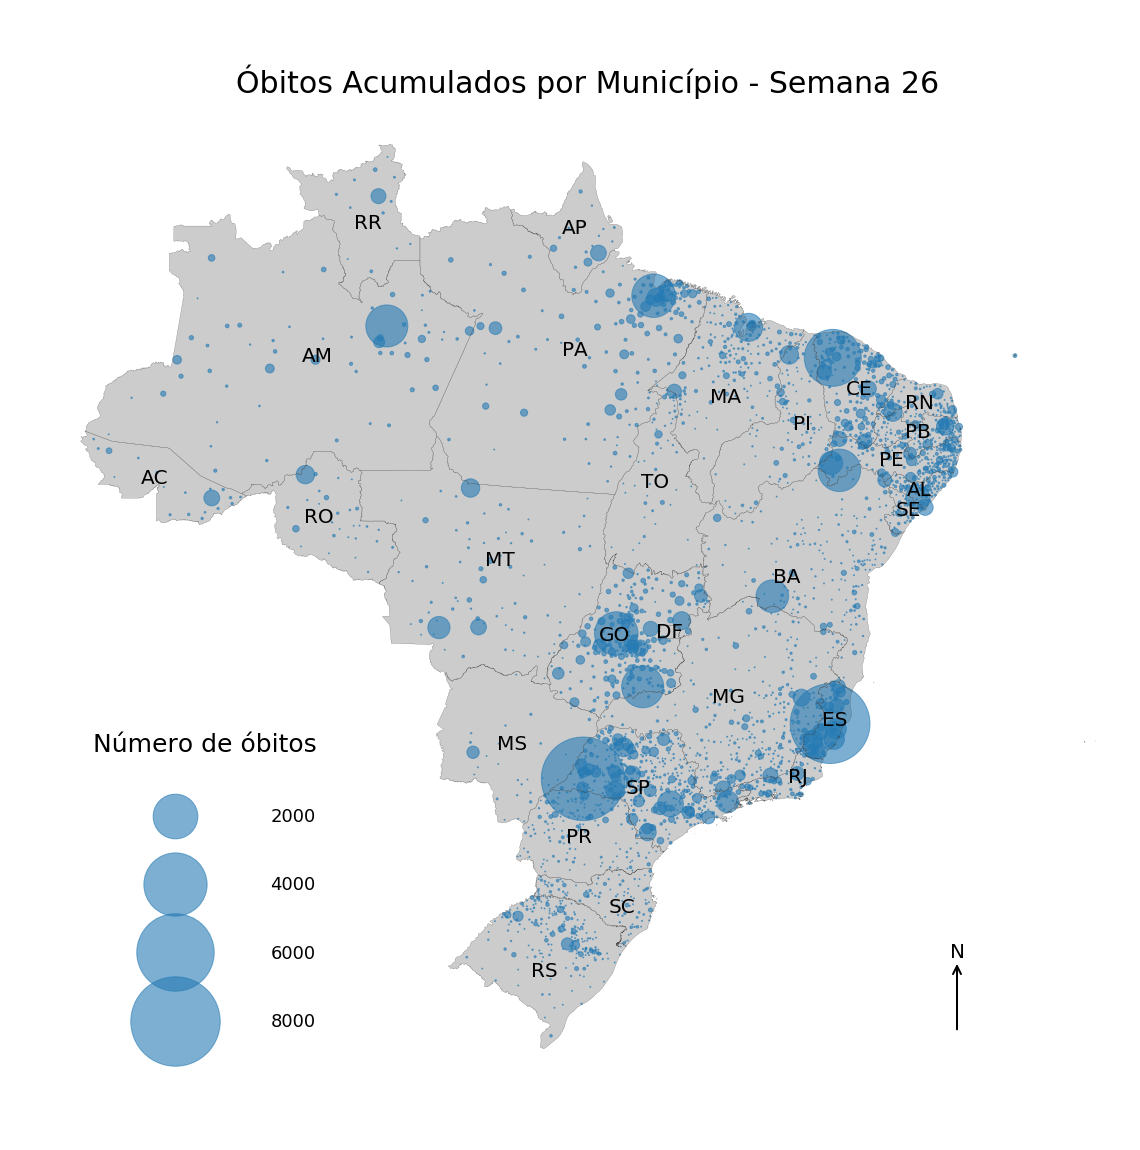 Óbitos Acumulados por Município - Semana 26
RR
AP
AM
PA
MA
CE
RN
PI
PB
PE
AC
TO
AL
RO
SE
MT
BA
GO
DF
MG
ES
MS
SP
RJ
PR
SC
RS
Número de óbitos
2000
4000
6000
8000
N